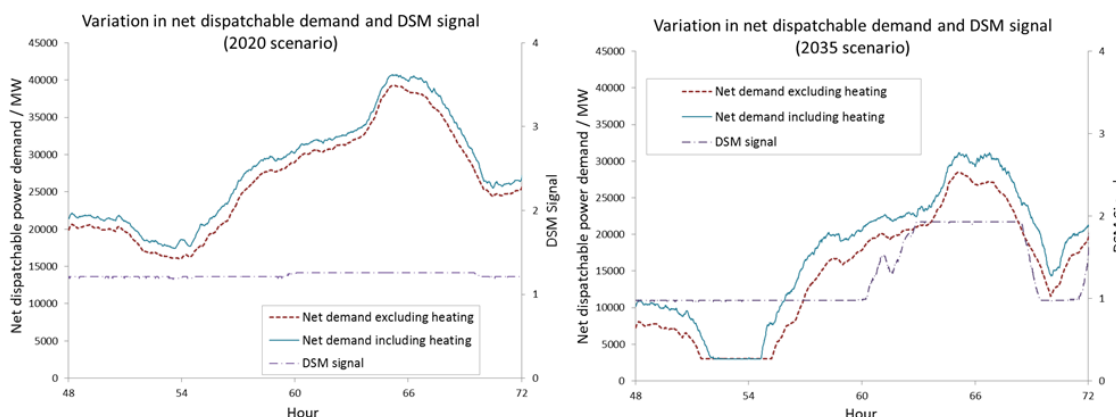 Variation in net dispatchable demand and DSM signal
(2020 scenario)
Net dispatchable power demand / MW
45000
40000
35000
30000
25000
20000
15000
10000
5000
0
4
3
2
1
0
DSM Signal
Net demand excluding heating
Net demand including heating
DSM signal
48
54
60
66
72
Hour
Variation in net dispatchable demand and DSM signal
(2035 scenario)
Net dispatchable power demand / MW
45000
40000
35000
30000
25000
20000
15000
10000
5000
0
4
3
2
1
0
Net demand excluding heating
Net demand including heating
DSM signal
48
54
60
66
72
Hour